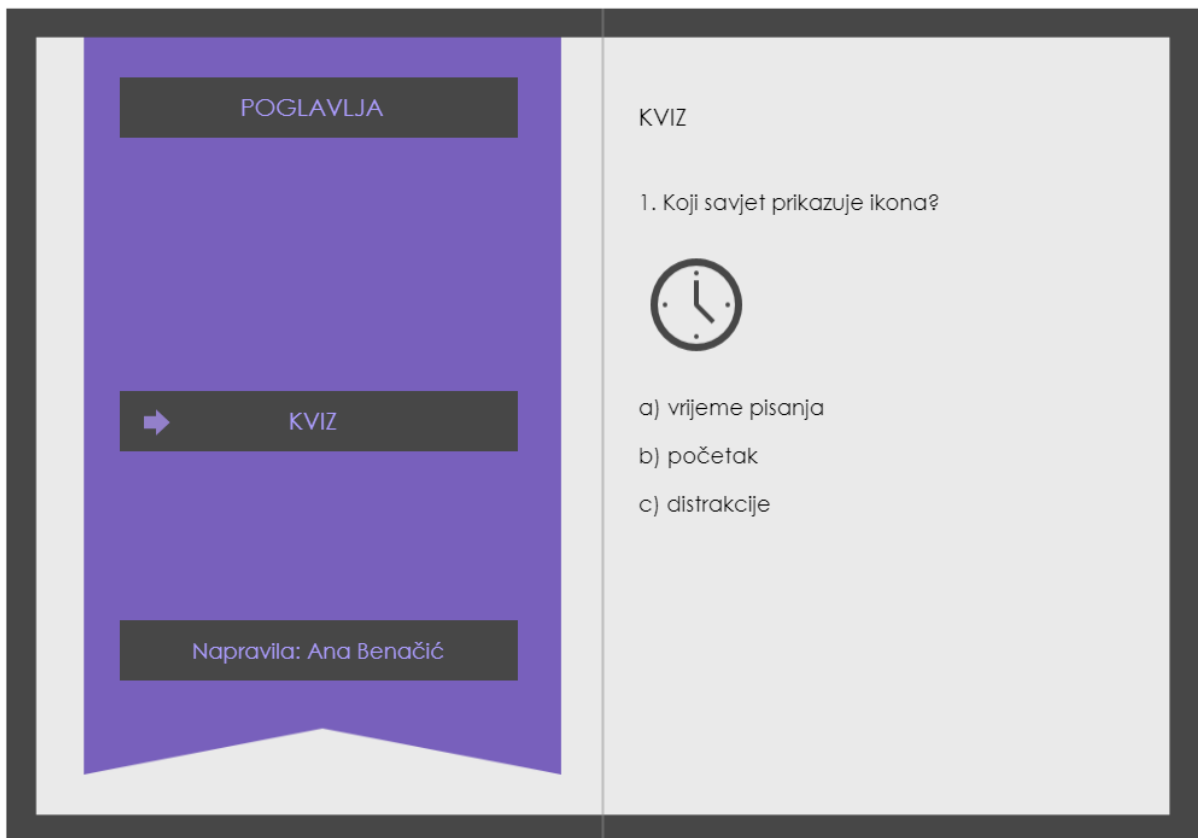 POGLAVLJA
KVIZ
Napravila: Ana Benačić
KVIZ
1. Koji savjet prikazuje ikona?
a) vrijeme pisanja
b) početak
c) distrakcije